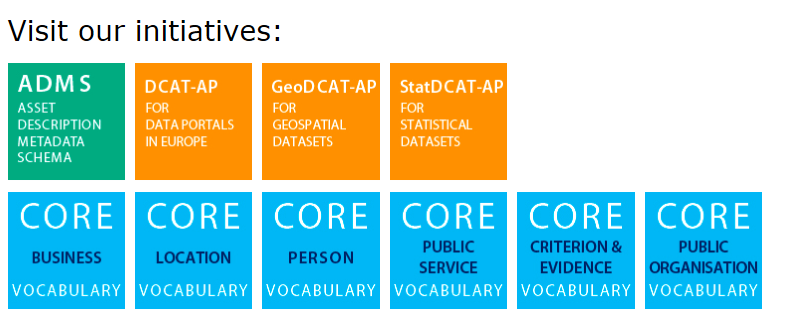 Visit our initiatives:
ADMS
ASSET
DESCRIPTION
METADATA
SCHEMA
DCAT-AP
FOR
DATA PORTALS
IN EUROPE
GeoDCAT-AP
FOR
GEOSPATIAL
DATASETS
StatDCAT-AP
FOR
STATISTICAL
DATASETS
CORE
BUSINESS
VOCABULARY
CORE
LOCATION
VOCABULARY
CORE
PERSON
VOCABULARY
CORE
PUBLIC
SERVICE
VOCABULARY
CORE
CRITERION &
EVIDENCE
VOCABULARY
CORE
PUBLIC
ORGANISATION
VOCABULARY